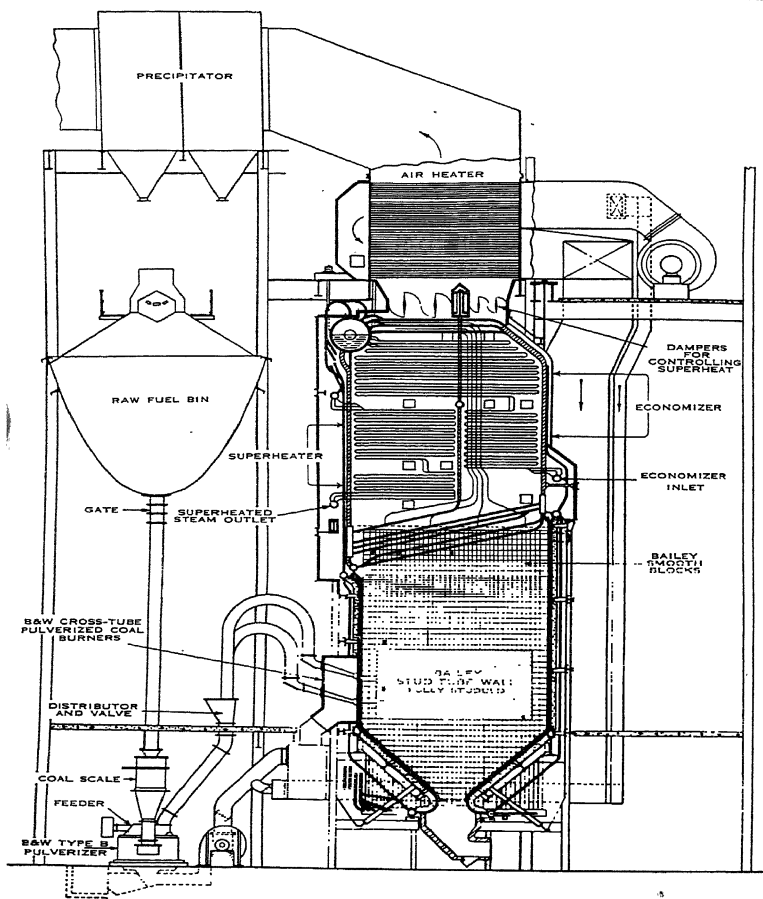 PRECIPITATOR
AIR HEATER
DAMPERS
FOR
CONTROLLING
SUPERHEAT
RAW FUEL BIN
ECONOMIZER
SUPERHEATER
ECONOMIZER
INLET
GATE
SUPERHEATED
STEAM OUTLET
BAILEY
SMOOTH
BLOCKS
B&W CROSS-TUBE
PULVERIZED COAL
BURNERS
BAILEY
STUD TUBE WALL
FULLY STUDDED
DISTRIBUTOR
AND VALVE
COAL SCALE
FEEDER
B&W TYPE B
PULVERIZER